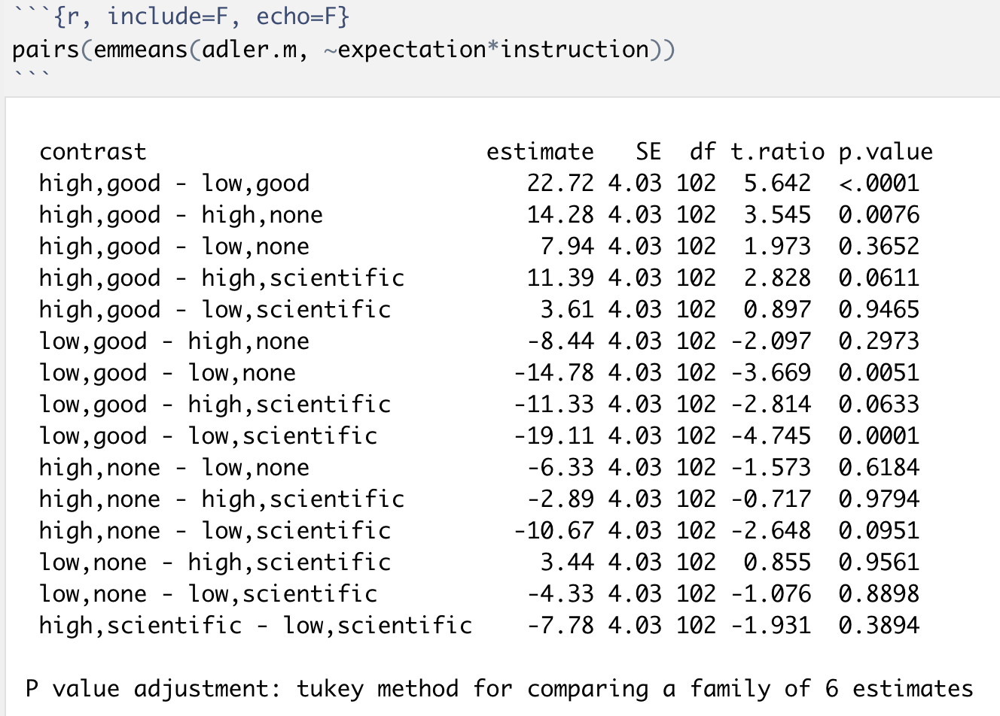 ```{r, include=F, echo=F}
pairs(emmeans(adler.m, ~expectation*instruction))
```
contrast estimate SE df t.ratio p.value
high,good - low,good 22.72 4.03 102 5.642 <.0001
high,good - high,none 14.28 4.03 102 3.545 0.0076
high,good - low,none 7.94 4.03 102 1.973 0.3652
high,good - high,scientific 11.39 4.03 102 2.828 0.0611
high,good - low,scientific 3.61 4.03 102 0.897 0.9465
low,good - high,none -8.44 4.03 102 -2.097 0.2973
low,good - low,none -14.78 4.03 102 -3.669 0.0051
low,good - high,scientific -11.33 4.03 102 -2.814 0.0633
low,good - low,scientific -19.11 4.03 102 -4.745 0.0001
high,none - low,none -6.33 4.03 102 -1.573 0.6184
high,none - high,scientific -2.89 4.03 102 -0.717 0.9794
high,none - low,scientific -10.67 4.03 102 -2.648 0.0951
low,none - high,scientific 3.44 4.03 102 0.855 0.9561
low,none - low,scientific -4.33 4.03 102 -1.076 0.8898
high,scientific - low,scientific -7.78 4.03 102 -1.931 0.3894
P value adjustment: tukey method for comparing a family of 6 estimates